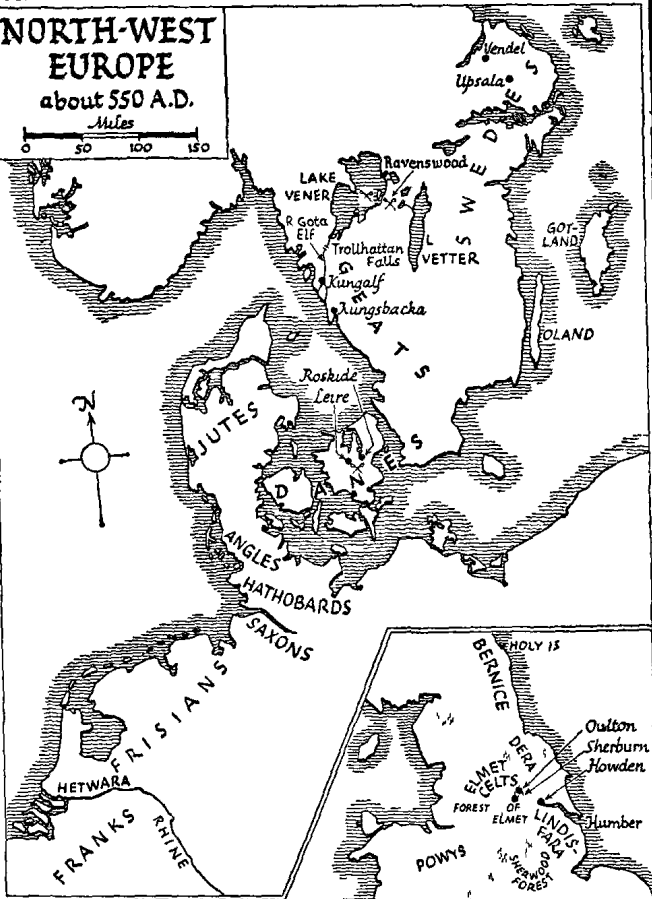 NORTH-WEST
EUROPE
about 550 A.D.
Miles
0 50 100 150
Vendel
Upsala
SWEDES
Ravenswood
LAKE
VENER
R Gota
Elf
Trollhattan
Falls
L
VETTER
GOT-
LAND
Kungalf
Kungsbacka
GEATS
OLAND
Roskide
Leire
N
JUTES
DANES
ANGLES
HATHOBARDS
SAXONS
FRISIANS
HETWARA
FRANKS
RHINE
HOLY IS
BERNICE
DERA
Oulton
Sherburn
Howden
ELMET
CELTS
FOREST OF
ELMET
LINDIS-
FARA
Humber
POWYS
SHERWOOD
FOREST